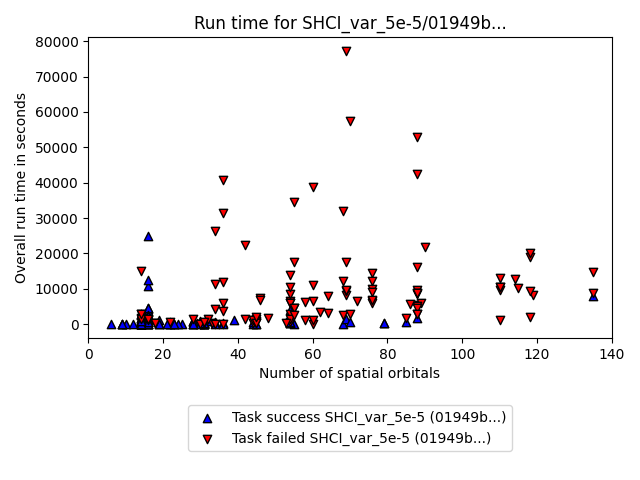 Run time for SHCI_var_5e-5/01949b...
Overall run time in seconds
80000
70000
60000
50000
40000
30000
20000
10000
0
0 20 40 60 80 100 120 140
Number of spatial orbitals
Task success SHCI_var_5e-5 (01949b...)
Task failed SHCI_var_5e-5 (01949b...)